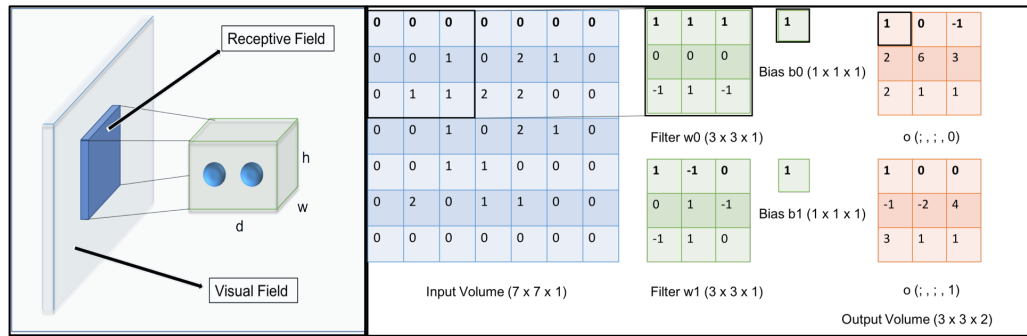 Receptive Field
h
w
d
Visual Field
0 0 0 0 0 0 0
0 0 1 0 2 1 0
0 1 1 2 2 0 0
0 0 1 0 2 1 0
0 0 1 1 0 0 0
0 2 0 1 1 0 0
0 0 0 0 0 0 0
Input Volume (7 x 7 x 1)
1 1 1
0 0 0
-1 1 -1
Filter w0 (3 x 3 x 1)
1
Bias b0 (1 x 1 x 1)
1 0 -1
2 6 3
2 1 1
o (; , ; , 0)
1 -1 0
0 1 -1
-1 1 0
Filter w1 (3 x 3 x 1)
1
Bias b1 (1 x 1 x 1)
1 0 0
-1 -2 4
3 1 1
o (; , ; , 1)
Output Volume (3 x 3 x 2)